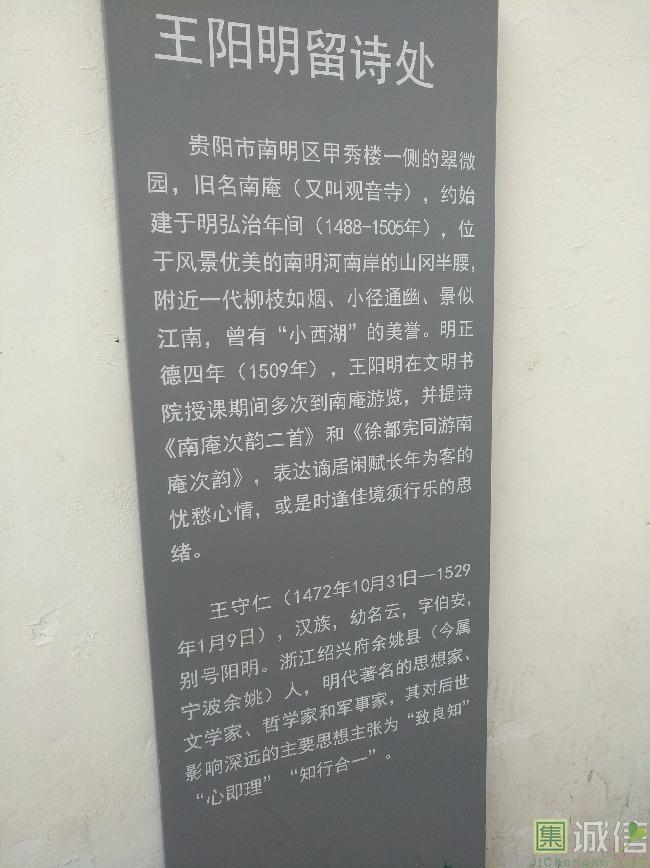 王阳明留诗处
贵阳市南明区甲秀楼一侧的翠微
园，旧名南庵（又叫观音寺），约始
建于明弘治年间（1488-1505年），位
于风景优美的南明河南岸的山冈半腰,
附近一代柳枝如烟、小径通幽、景似
江南，曾有“小西湖”的美誉。明正
德四年（1509年），王阳明在文明书
院授课期间多次到南庵游览，并提诗
《南庵次韵二首》和《徐都宪同游南
庵次韵》，表达谪居闲赋长年为客的
忧愁心情，或是时逢佳境须行乐的思
绪。
王守仁（1472年10月31日—1529
年1月9日），汉族，幼名云，字伯安，
别号阳明。浙江绍兴府余姚县（今属
宁波余姚）人，明代著名的思想家、
文学家、哲学家和军事家，其对后世
影响深远的主要思想主张为“致良知”
“心即理”“知行合一”。
集 诚信